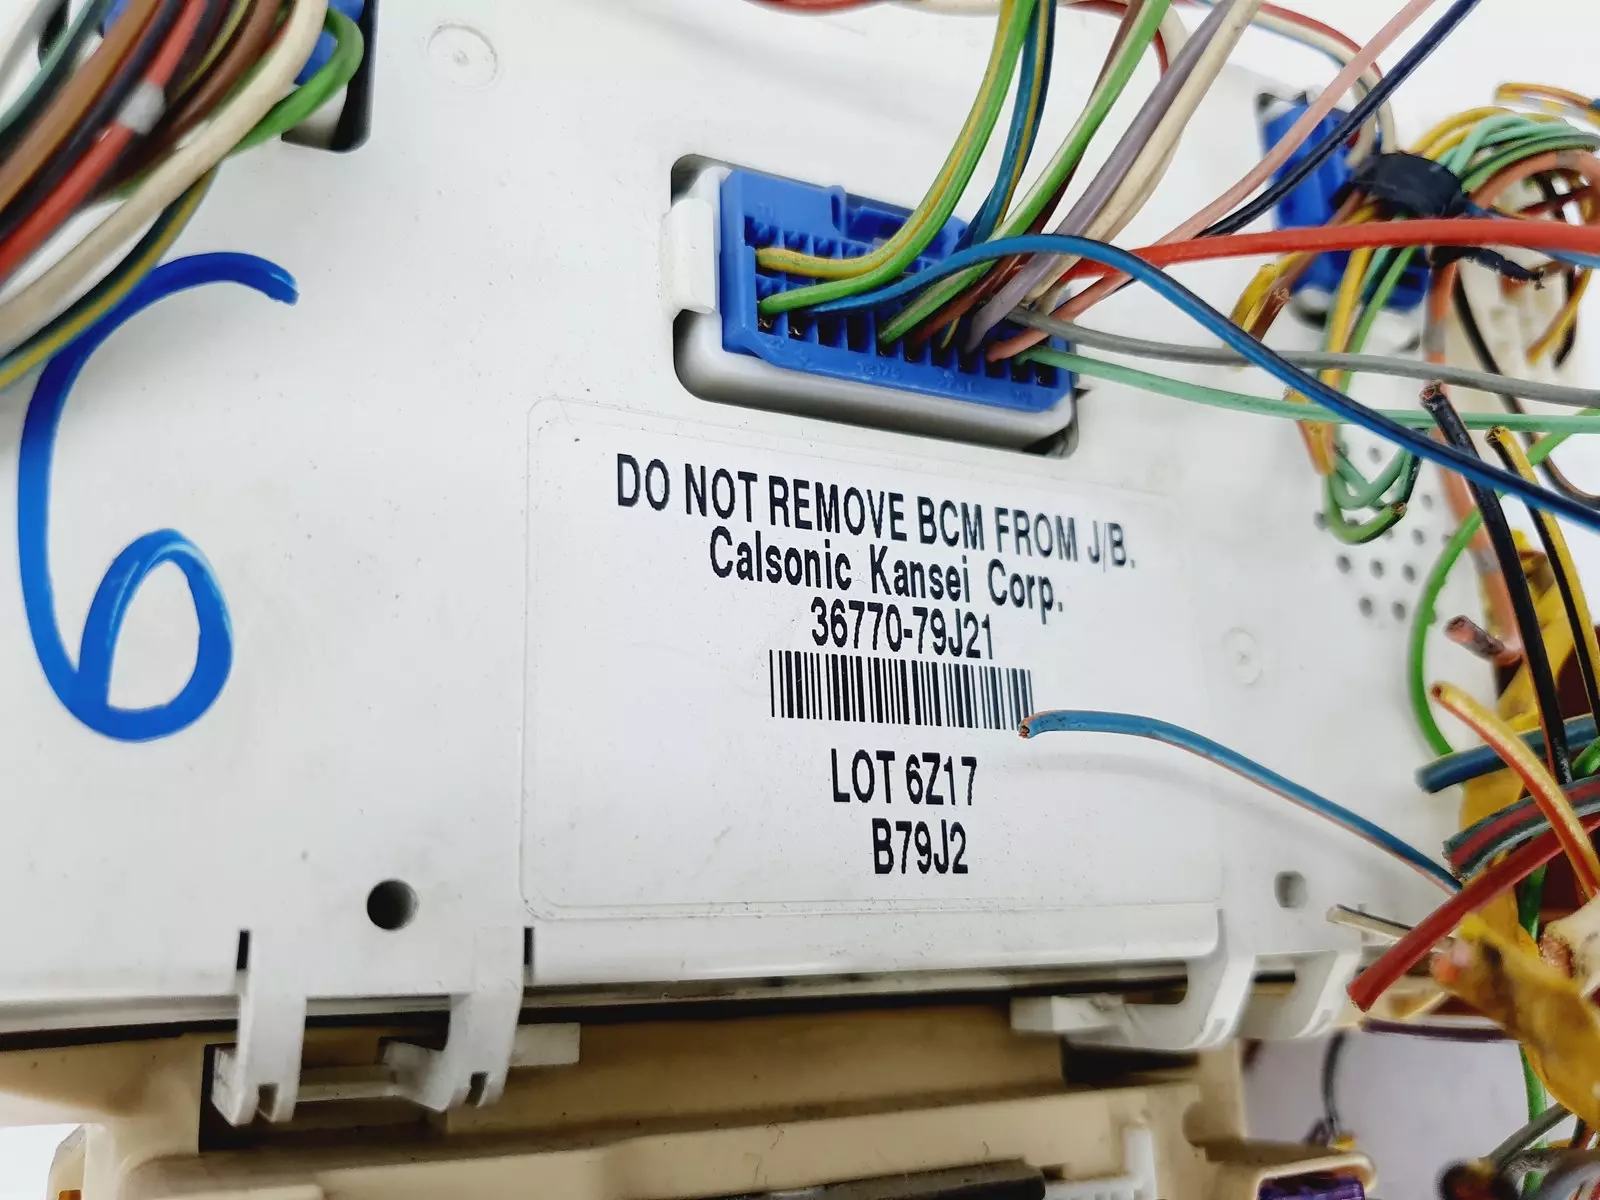 6
DO NOT REMOVE BCM FROM J/B.
Calsonic Kansei Corp.
36770-79J21
LOT 6Z17
B79J2